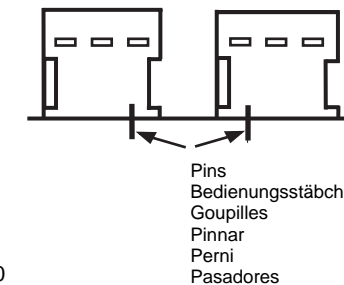 Pins
Bedienungsstäbch
Goupilles
Pinnar
Perni
Pasadores